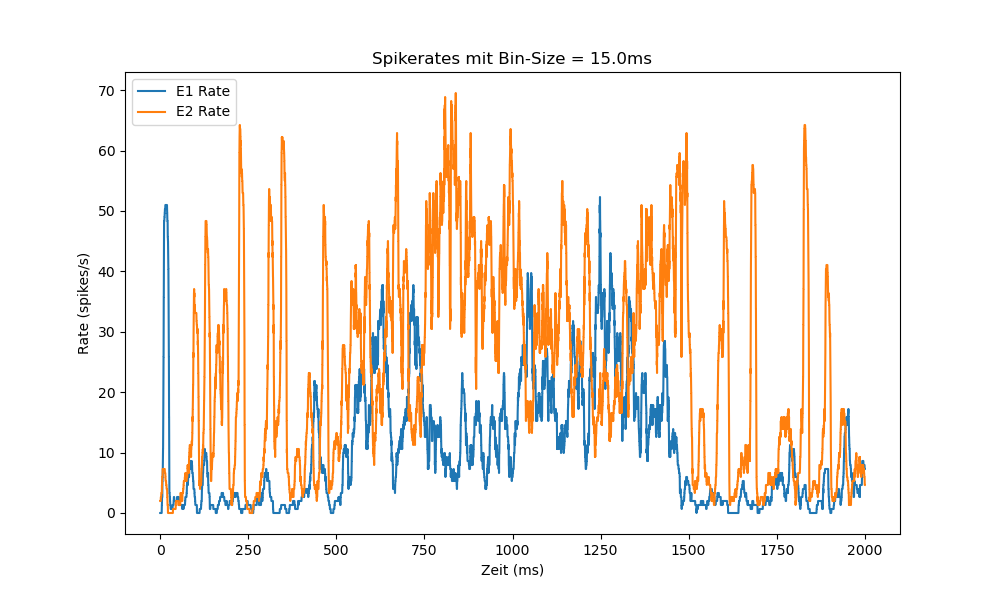 Spikerates mit Bin-Size = 15.0ms
E1 Rate
E2 Rate
70
60
50
40
30
20
10
0
Rate (spikes/s)
0 250 500 750 1000 1250 1500 1750 2000
Zeit (ms)